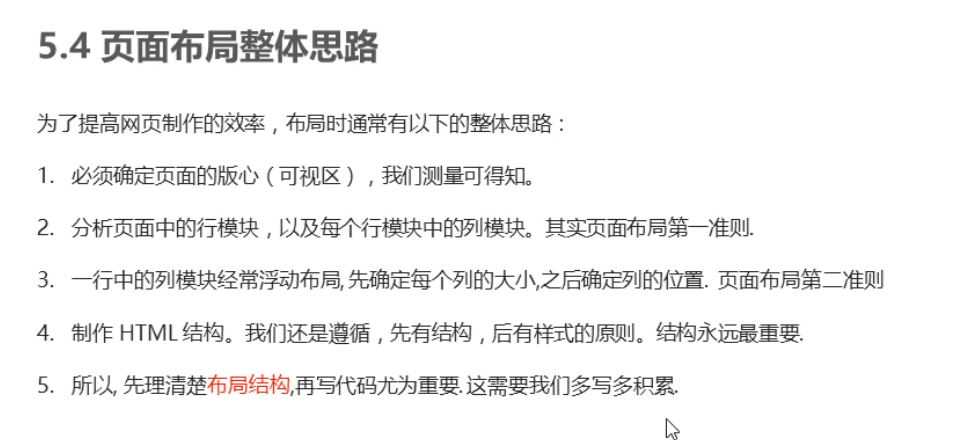 5.4 页面布局整体思路
为了提高网页制作的效率，布局时通常有以下的整体思路：
1. 必须确定页面的版心（可视区），我们测量可得知。
2. 分析页面中的行模块，以及每个行模块中的列模块。其实页面布局第一准则.
3. 一行中的列模块经常浮动布局,先确定每个列的大小,之后确定列的位置. 页面布局第二准则
4. 制作 HTML 结构。我们还是遵循，先有结构，后有样式的原则。结构永远最重要.
5. 所以, 先理清楚布局结构,再写代码尤为重要.这需要我们多写多积累.